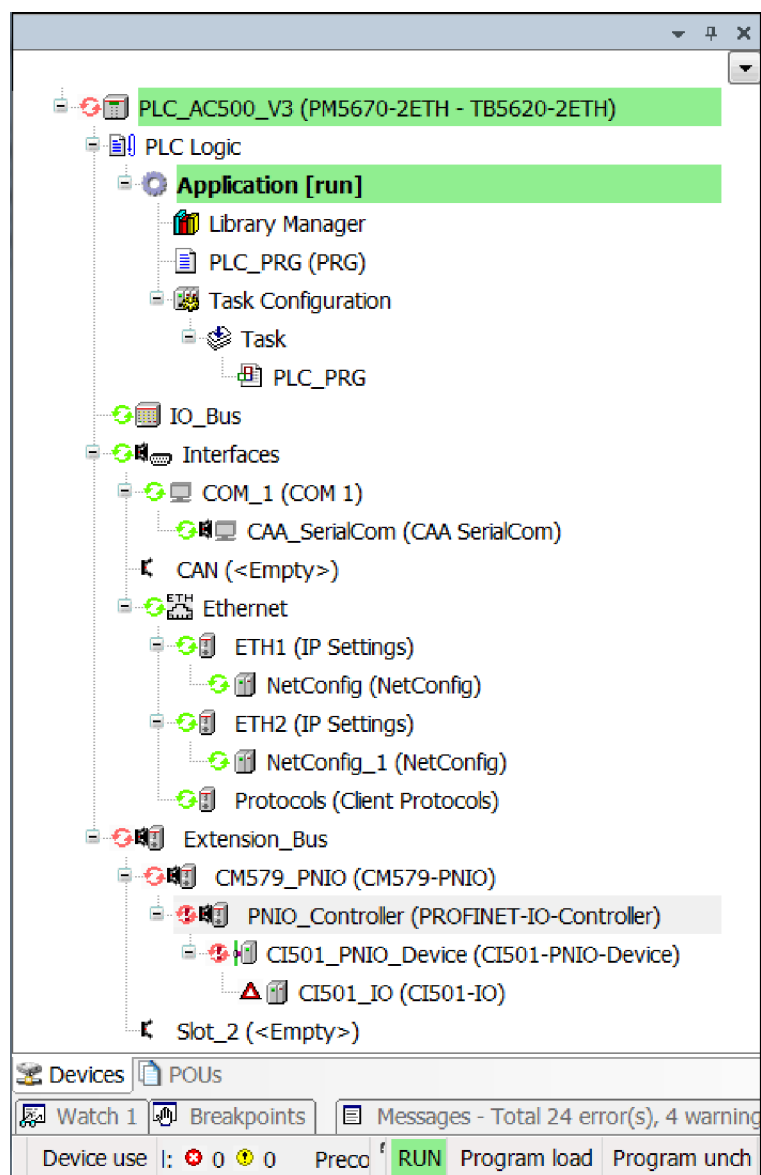 PLC_AC500_V3 (PM5670-2ETH - TB5620-2ETH)
PLC Logic
Application [run]
Library Manager
PLC_PRG (PRG)
Task Configuration
Task
PLC_PRG
IO_Bus
Interfaces
COM_1 (COM 1)
CAA_SerialCom (CAA SerialCom)
CAN (<Empty>)
ETH Ethernet
ETH1 (IP Settings)
NetConfig (NetConfig)
ETH2 (IP Settings)
NetConfig_1 (NetConfig)
Protocols (Client Protocols)
Extension_Bus
CM579_PNIO (CM579-PNIO)
PNIO_Controller (PROFINET-IO-Controller)
CI501_PNIO_Device (CI501-PNIO-Device)
CI501_IO (CI501-IO)
Slot_2 (<Empty>)
Devices POUs
Watch 1 Breakpoints Messages - Total 24 error(s), 4 warning
Device use l: 0 0 Preco RUN Program load Program unch